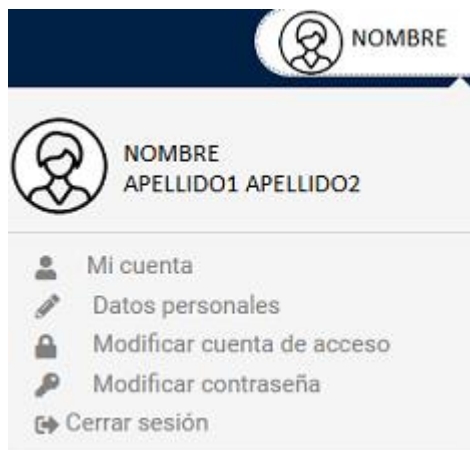 NOMBRE
NOMBRE
APELLIDO1 APELLIDO2
Mi cuenta
Datos personales
Modificar cuenta de acceso
Modificar contraseña
Cerrar sesión